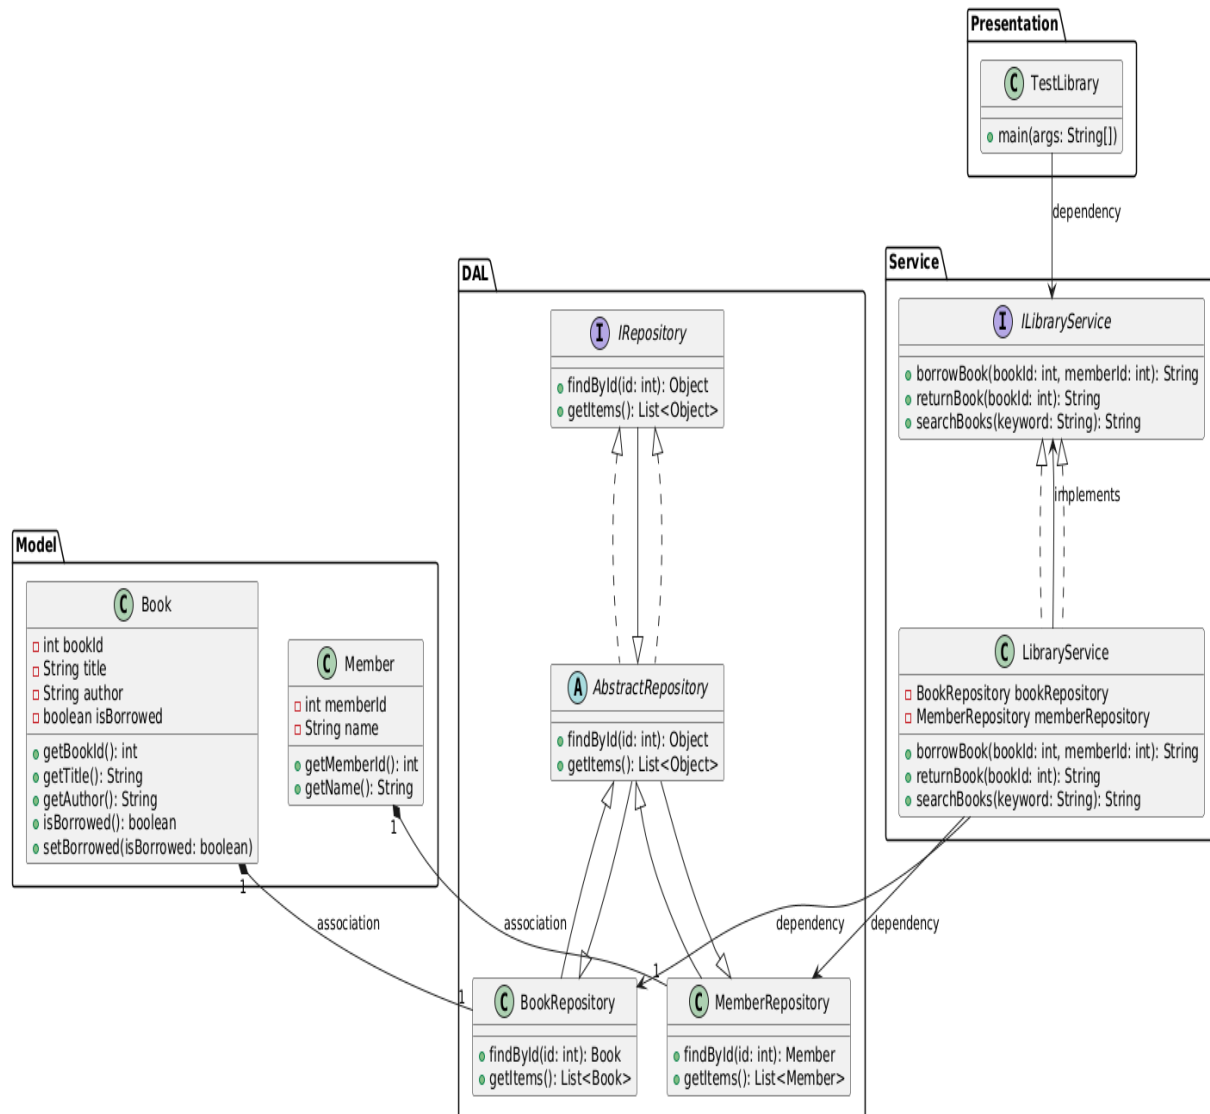 Presentation
C TestLibrary
main(args: String[])
dependency
Service
I ILibraryService
borrowBook(bookId: int, memberId: int): String
returnBook(bookId: int): String
searchBooks(keyword: String): String
implements
C LibraryService
BookRepository bookRepository
MemberRepository memberRepository
borrowBook(bookId: int, memberId: int): String
returnBook(bookId: int): String
searchBooks(keyword: String): String
DAL
I IRepository
findById(id: int): Object
getItems(): List<Object>
A AbstractRepository
findById(id: int): Object
getItems(): List<Object>
Model
C Book
int bookId
String title
String author
boolean isBorrowed
getBookId(): int
getTitle(): String
getAuthor(): String
isBorrowed(): boolean
setBorrowed(isBorrowed: boolean)
C Member
int memberId
String name
getMemberId(): int
getName(): String
1
1
association
association
dependency
dependency
1
1
C BookRepository
findById(id: int): Book
getItems(): List<Book>
C MemberRepository
findById(id: int): Member
getItems(): List<Member>